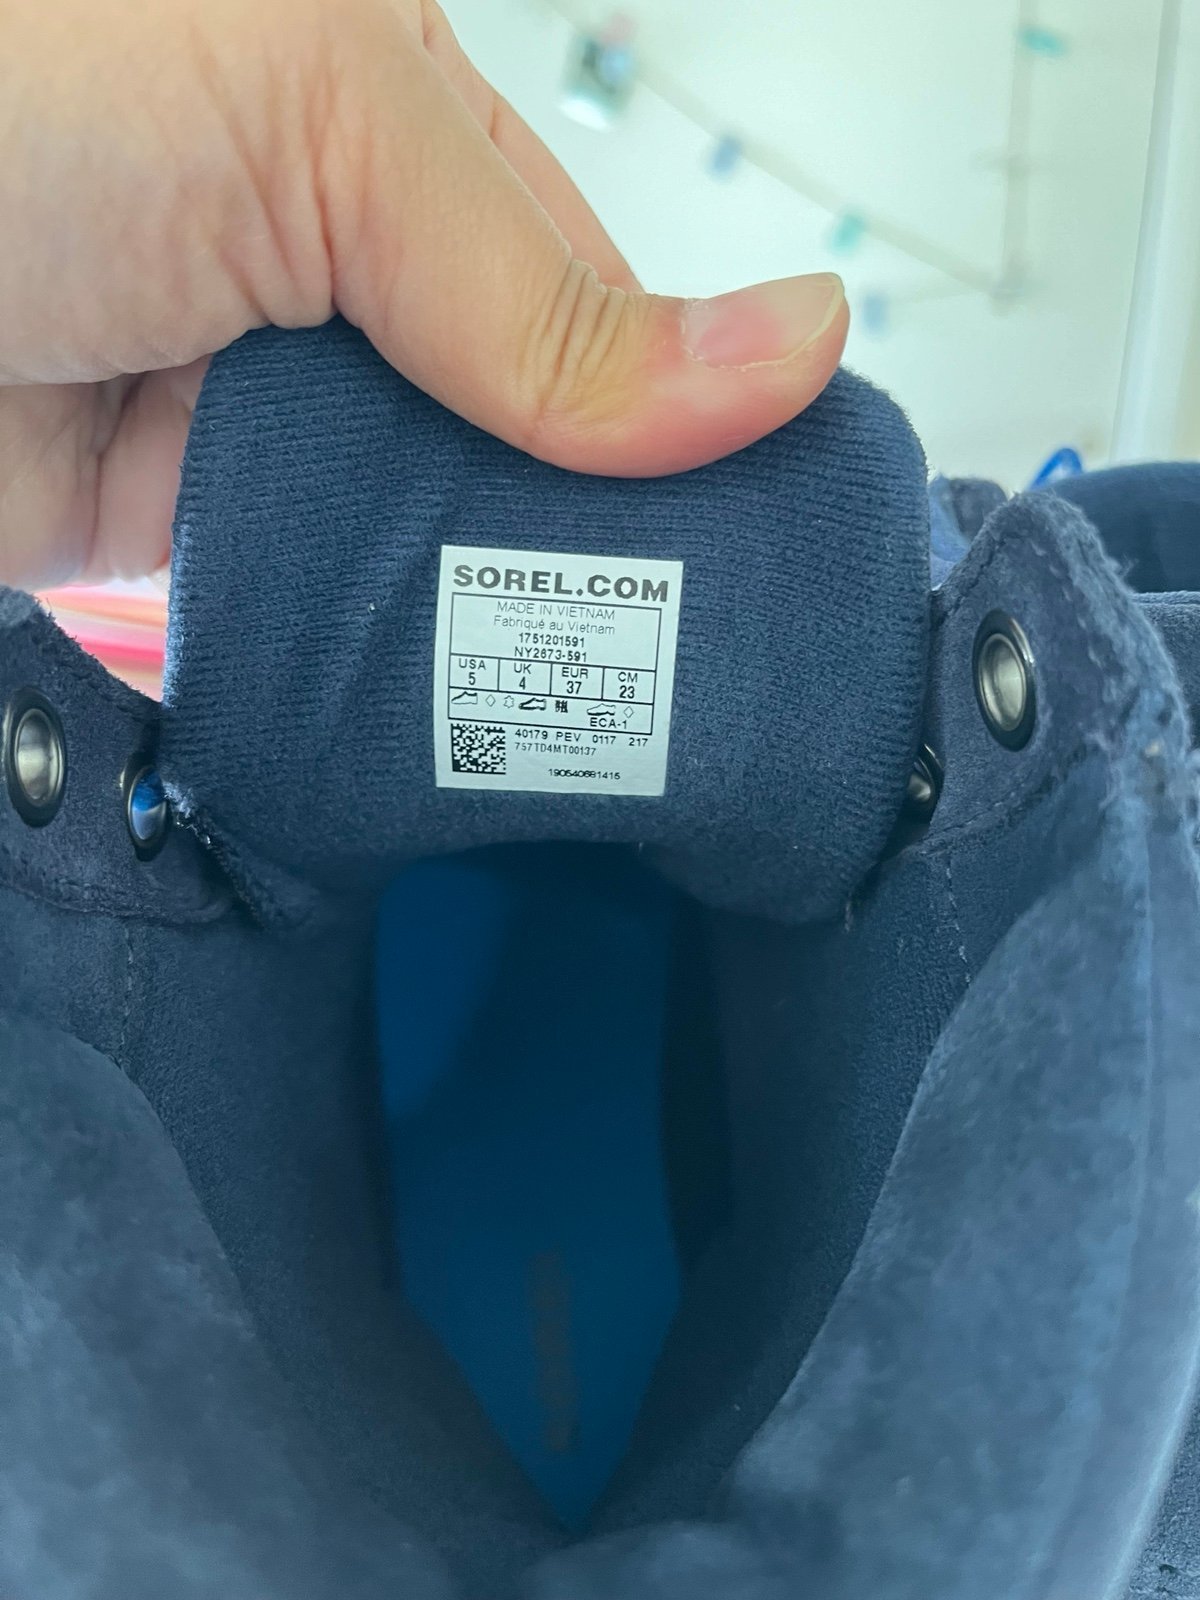 SOREL.COM
MADE IN VIETNAM
Fabriqué au Vietnam
1751201591
NY2673-591
USA UK EUR CM
5 4 37 23
ECA-1
40179 PEV 0117 217
757TD4MT00137
190540681415